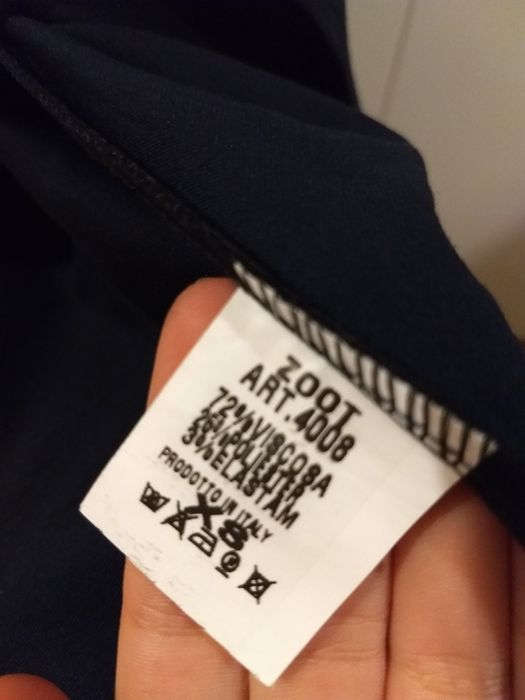 ZOOT
ART.4008
72%VISCOSA
25%POLIESTER
3%ELASTAM
PRODOTTO IN ITALY
XS